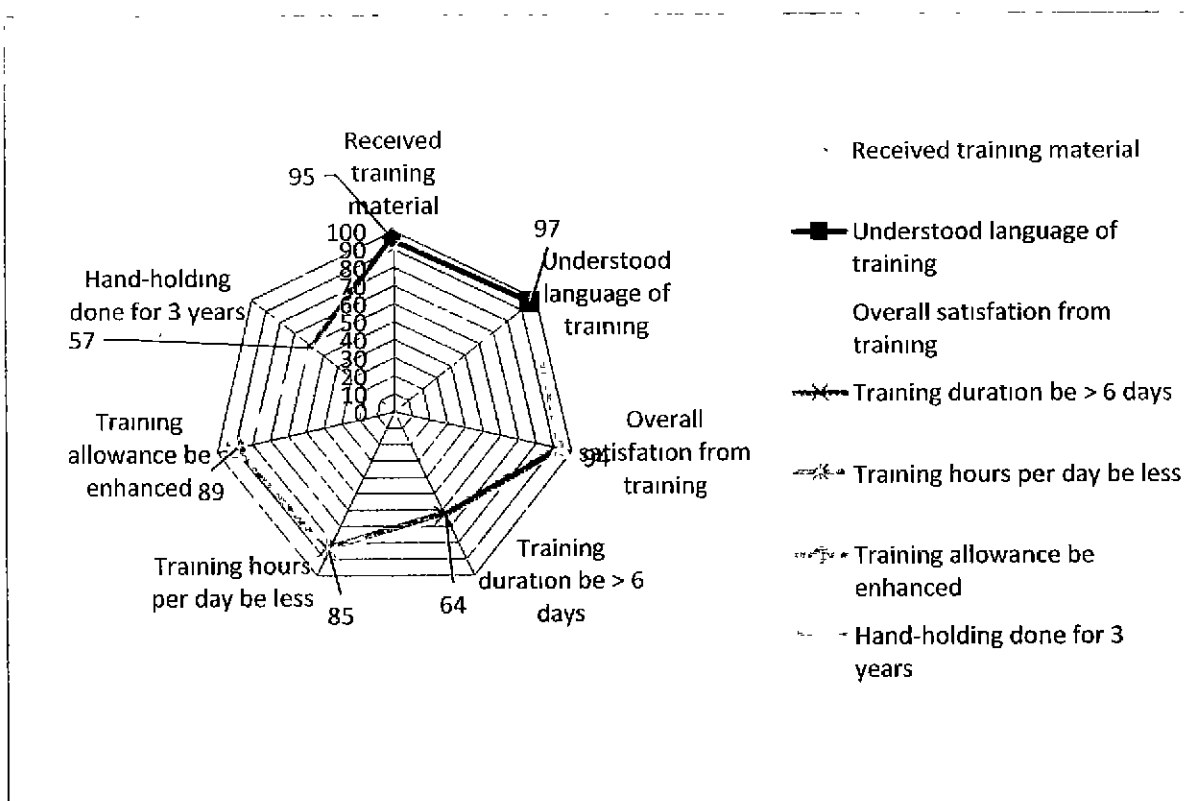 Received
training
material
95
97
100
90
80
70
60
50
40
30
20
10
0
Understood
language of
training
Hand-holding
done for 3 years
57
Overall
satisfation from
training
94
Training
allowance be
enhanced 89
Training
duration be > 6
days
64
Training hours
per day be less
85
Received training material
Understood language of
training
Overall satisfation from
training
Training duration be > 6 days
Training hours per day be less
Training allowance be
enhanced
Hand-holding done for 3
years